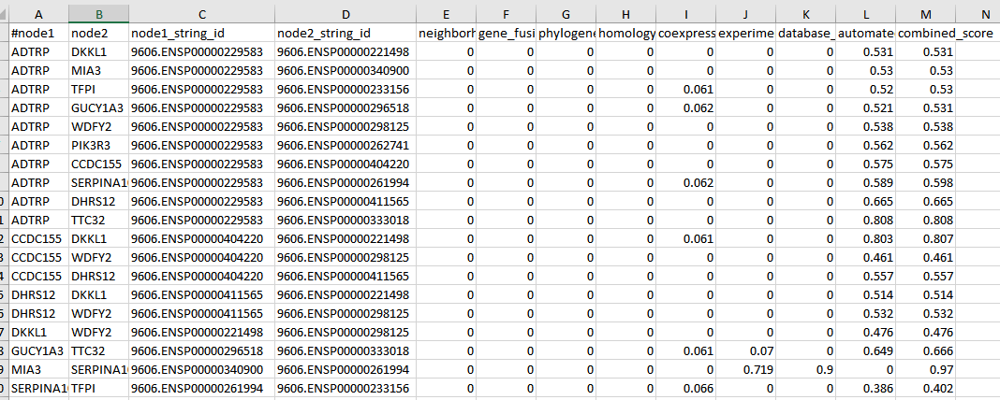 A B C D E F G H I J K L M N
#node1 node2 node1_string_id node2_string_id neighborh gene_fusi phylogene homology coexpress experime database_ automate combined_score
ADTRP DKKL1 9606.ENSP00000229583 9606.ENSP00000221498 0 0 0 0 0 0 0 0.531 0.531
ADTRP MIA3 9606.ENSP00000229583 9606.ENSP00000340900 0 0 0 0 0 0 0 0.53 0.53
ADTRP TFPI 9606.ENSP00000229583 9606.ENSP00000233156 0 0 0 0 0.061 0 0 0.52 0.53
ADTRP GUCY1A3 9606.ENSP00000229583 9606.ENSP00000296518 0 0 0 0 0.062 0 0 0.521 0.531
ADTRP WDFY2 9606.ENSP00000229583 9606.ENSP00000298125 0 0 0 0 0 0 0 0.538 0.538
ADTRP PIK3R3 9606.ENSP00000229583 9606.ENSP00000262741 0 0 0 0 0 0 0 0.562 0.562
ADTRP CCDC155 9606.ENSP00000229583 9606.ENSP00000404220 0 0 0 0 0 0 0 0.575 0.575
ADTRP SERPINA1 9606.ENSP00000229583 9606.ENSP00000261994 0 0 0 0 0.062 0 0 0.589 0.598
ADTRP DHRS12 9606.ENSP00000229583 9606.ENSP00000411565 0 0 0 0 0 0 0 0.665 0.665
ADTRP TTC32 9606.ENSP00000229583 9606.ENSP00000333018 0 0 0 0 0 0 0 0.808 0.808
CCDC155 DKKL1 9606.ENSP00000404220 9606.ENSP00000221498 0 0 0 0 0.061 0 0 0.803 0.807
CCDC155 WDFY2 9606.ENSP00000404220 9606.ENSP00000298125 0 0 0 0 0 0 0 0.461 0.461
CCDC155 DHRS12 9606.ENSP00000404220 9606.ENSP00000411565 0 0 0 0 0 0 0 0.557 0.557
DHRS12 DKKL1 9606.ENSP00000411565 9606.ENSP00000221498 0 0 0 0 0 0 0 0.514 0.514
DHRS12 WDFY2 9606.ENSP00000411565 9606.ENSP00000298125 0 0 0 0 0 0 0 0.532 0.532
DKKL1 WDFY2 9606.ENSP00000221498 9606.ENSP00000298125 0 0 0 0 0 0 0 0.476 0.476
GUCY1A3 TTC32 9606.ENSP00000296518 9606.ENSP00000333018 0 0 0 0 0.061 0.07 0 0.649 0.666
MIA3 SERPINA1 9606.ENSP00000340900 9606.ENSP00000261994 0 0 0 0 0 0.719 0.9 0 0.97
SERPINA1 TFPI 9606.ENSP00000261994 9606.ENSP00000233156 0 0 0 0 0.066 0 0 0.386 0.402